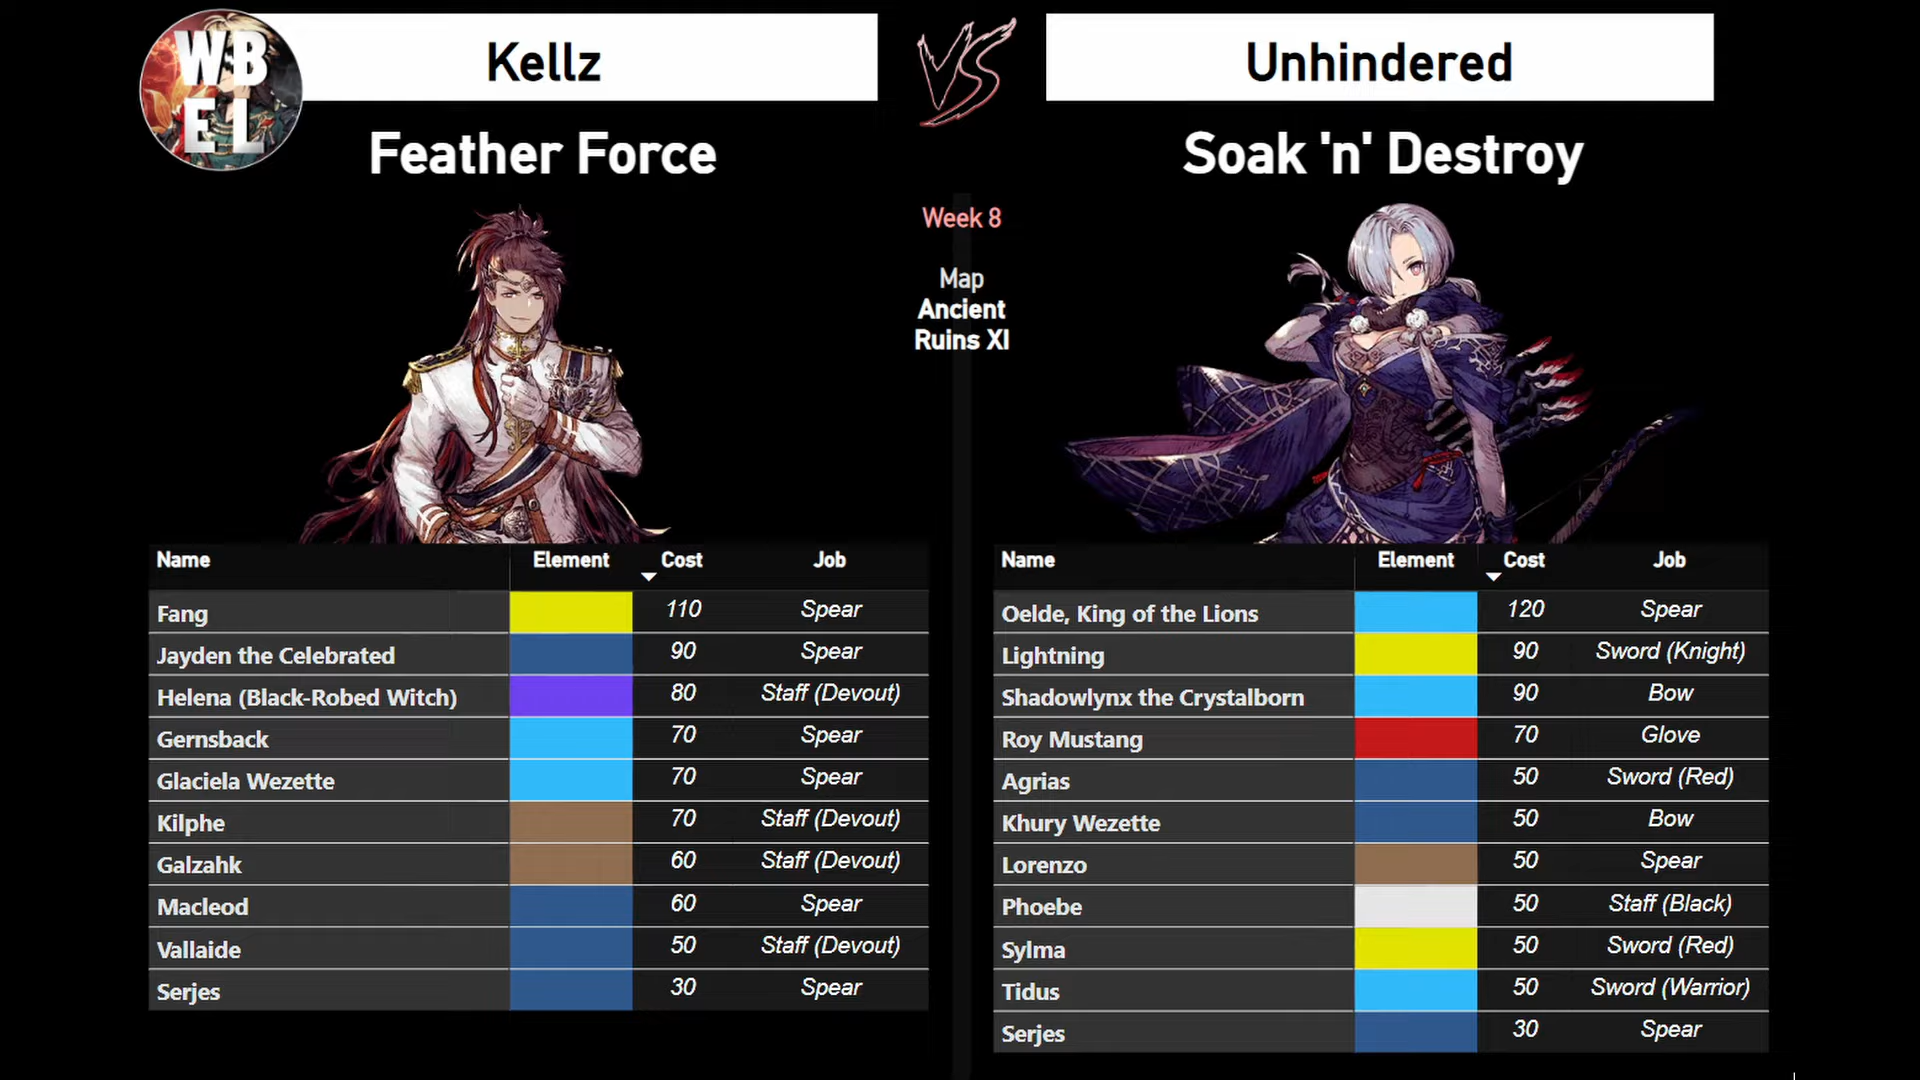 WB
EL
Kellz
VS
Unhindered
Feather Force
Soak 'n' Destroy
Week 8
Map
Ancient
Ruins XI
Name Element Cost Job
Fang 110 Spear
Jayden the Celebrated 90 Spear
Helena (Black-Robed Witch) 80 Staff (Devout)
Gernsback 70 Spear
Glaciela Wezette 70 Spear
Kilphe 70 Staff (Devout)
Galzahk 60 Staff (Devout)
Macleod 60 Spear
Vallaide 50 Staff (Devout)
Serjes 30 Spear
Name Element Cost Job
Oelde, King of the Lions 120 Spear
Lightning 90 Sword (Knight)
Shadowlynx the Crystalborn 90 Bow
Roy Mustang 70 Glove
Agrias 50 Sword (Red)
Khury Wezette 50 Bow
Lorenzo 50 Spear
Phoebe 50 Staff (Black)
Sylma 50 Sword (Red)
Tidus 50 Sword (Warrior)
Serjes 30 Spear